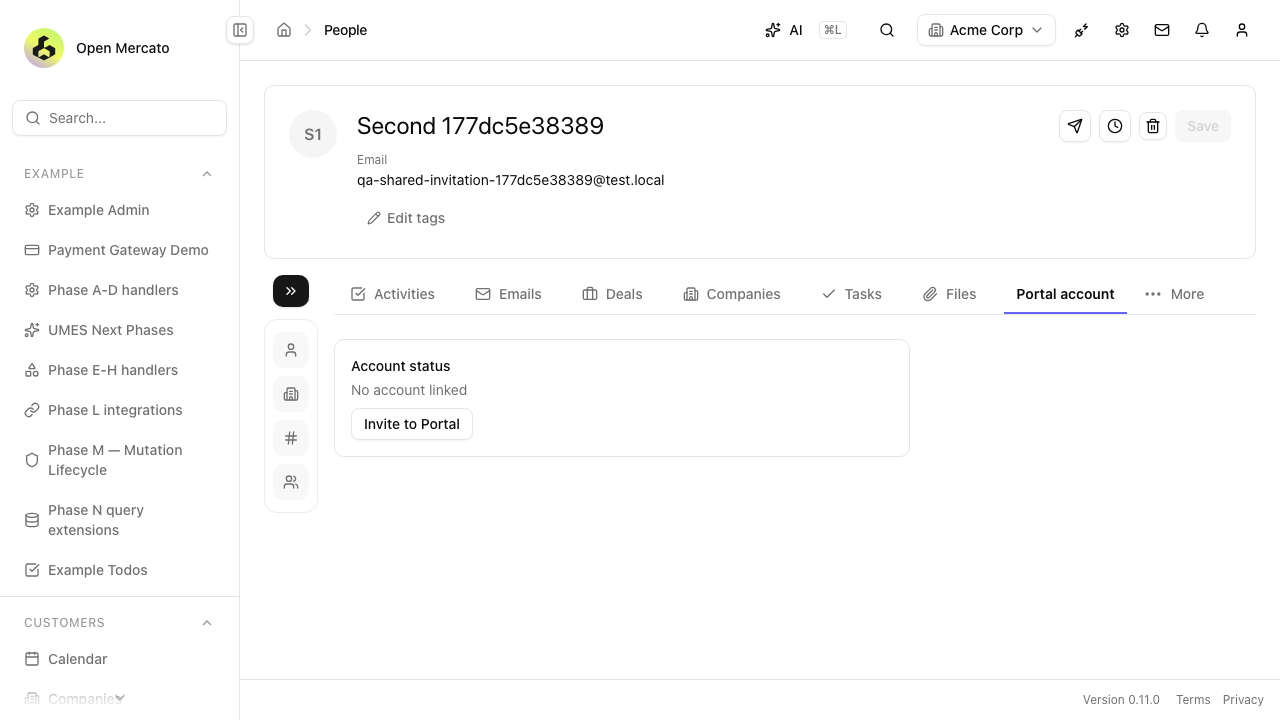 Open Mercato
Search...
EXAMPLE
Example Admin
Payment Gateway Demo
Phase A-D handlers
UMES Next Phases
Phase E-H handlers
Phase L integrations
Phase M — Mutation
Lifecycle
Phase N query
extensions
Example Todos
CUSTOMERS
Calendar
Companies
People
AI
⌘L
Acme Corp
S1
Second 177dc5e38389
Email
qa-shared-invitation-177dc5e38389@test.local
Edit tags
Save
Activities
Emails
Deals
Companies
Tasks
Files
Portal account
More
Account status
No account linked
Invite to Portal
Version 0.11.0
Terms
Privacy